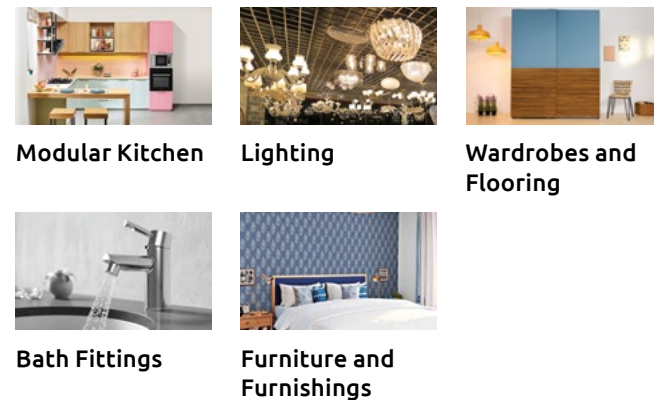 Modular Kitchen
Lighting
Wardrobes and
Flooring
Bath Fittings
Furniture and
Furnishings